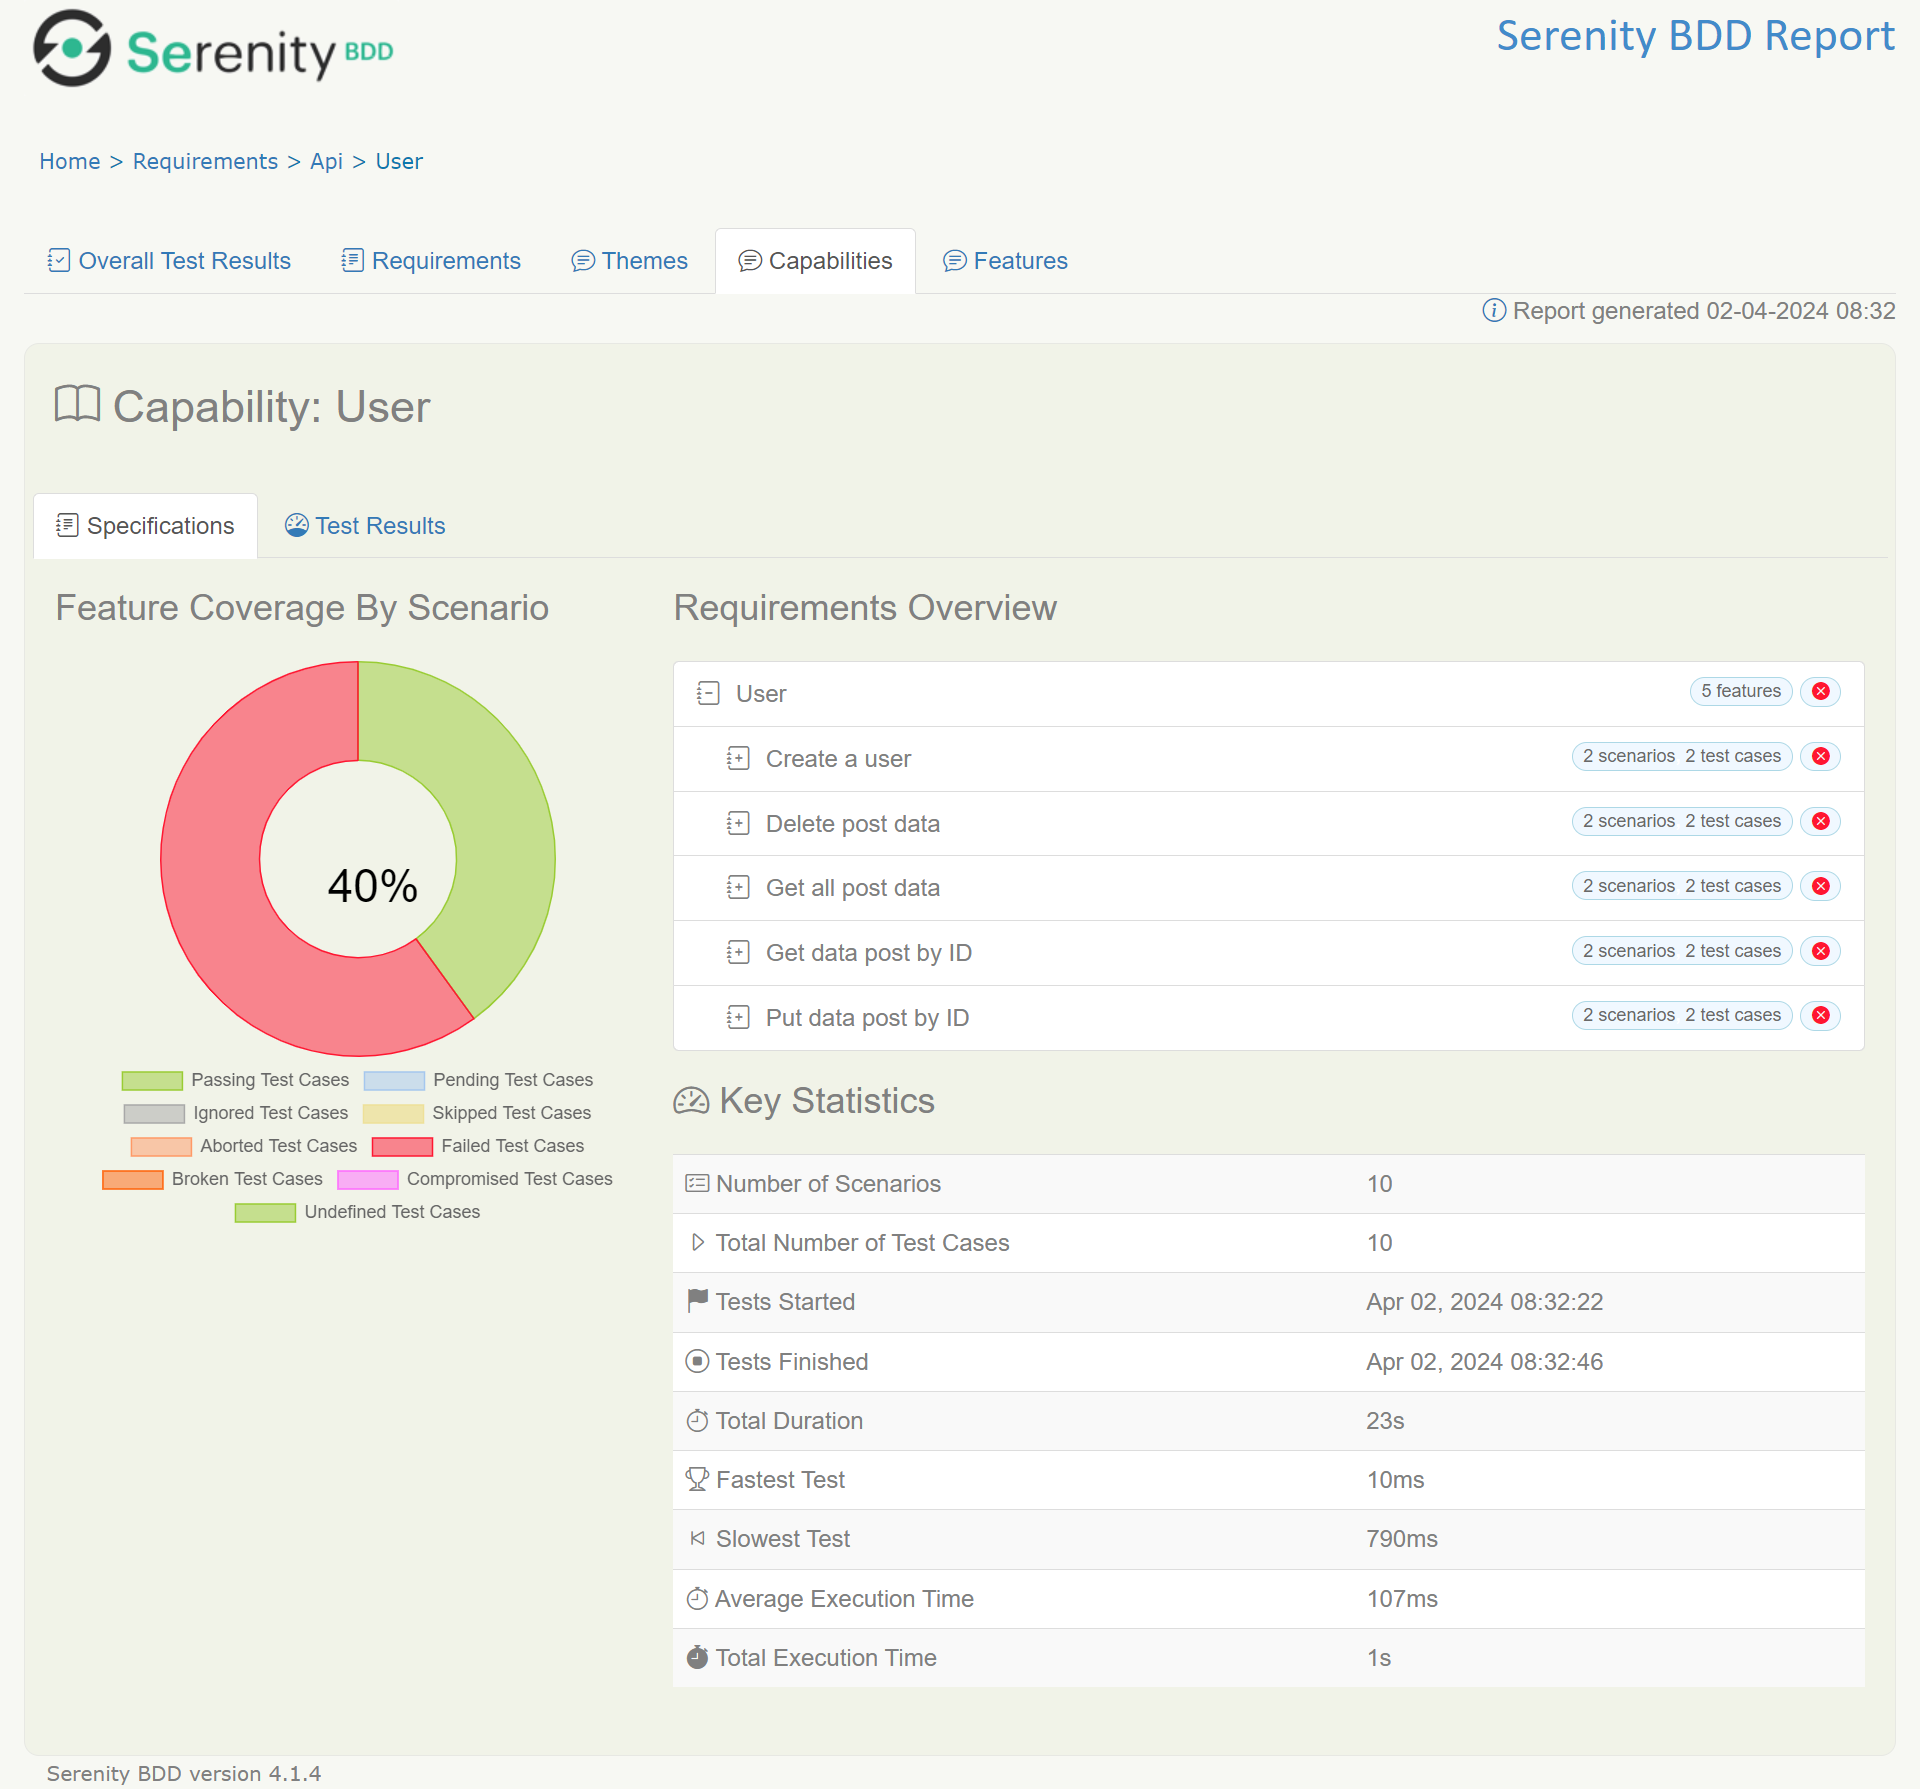 Serenity BDD
Serenity BDD Report
Home > Requirements > Api > User
Overall Test Results Requirements Themes Capabilities Features
Report generated 02-04-2024 08:32
Capability: User
Specifications Test Results
Feature Coverage By Scenario
40%
Passing Test Cases Pending Test Cases
Ignored Test Cases Skipped Test Cases
Aborted Test Cases Failed Test Cases
Broken Test Cases Compromised Test Cases
Undefined Test Cases
Requirements Overview
User 5 features
Create a user 2 scenarios 2 test cases
Delete post data 2 scenarios 2 test cases
Get all post data 2 scenarios 2 test cases
Get data post by ID 2 scenarios 2 test cases
Put data post by ID 2 scenarios 2 test cases
Key Statistics
Number of Scenarios 10
Total Number of Test Cases 10
Tests Started Apr 02, 2024 08:32:22
Tests Finished Apr 02, 2024 08:32:46
Total Duration 23s
Fastest Test 10ms
Slowest Test 790ms
Average Execution Time 107ms
Total Execution Time 1s
Serenity BDD version 4.1.4